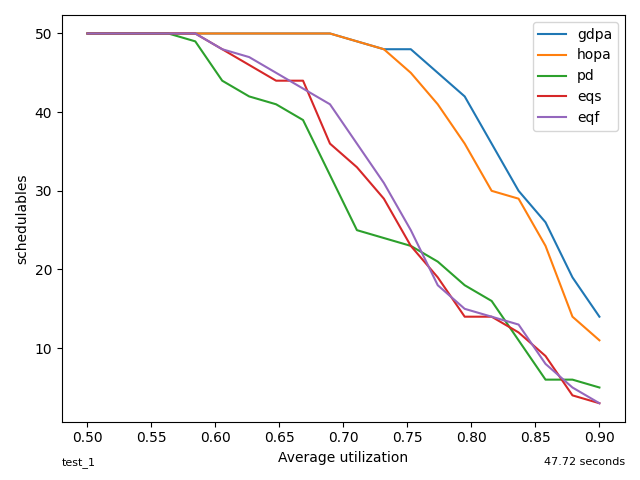 50
40
30
20
10
schedulables
gdpa
hopa
pd
eqs
eqf
0.50 0.55 0.60 0.65 0.70 0.75 0.80 0.85 0.90
Average utilization
test_1
47.72 seconds